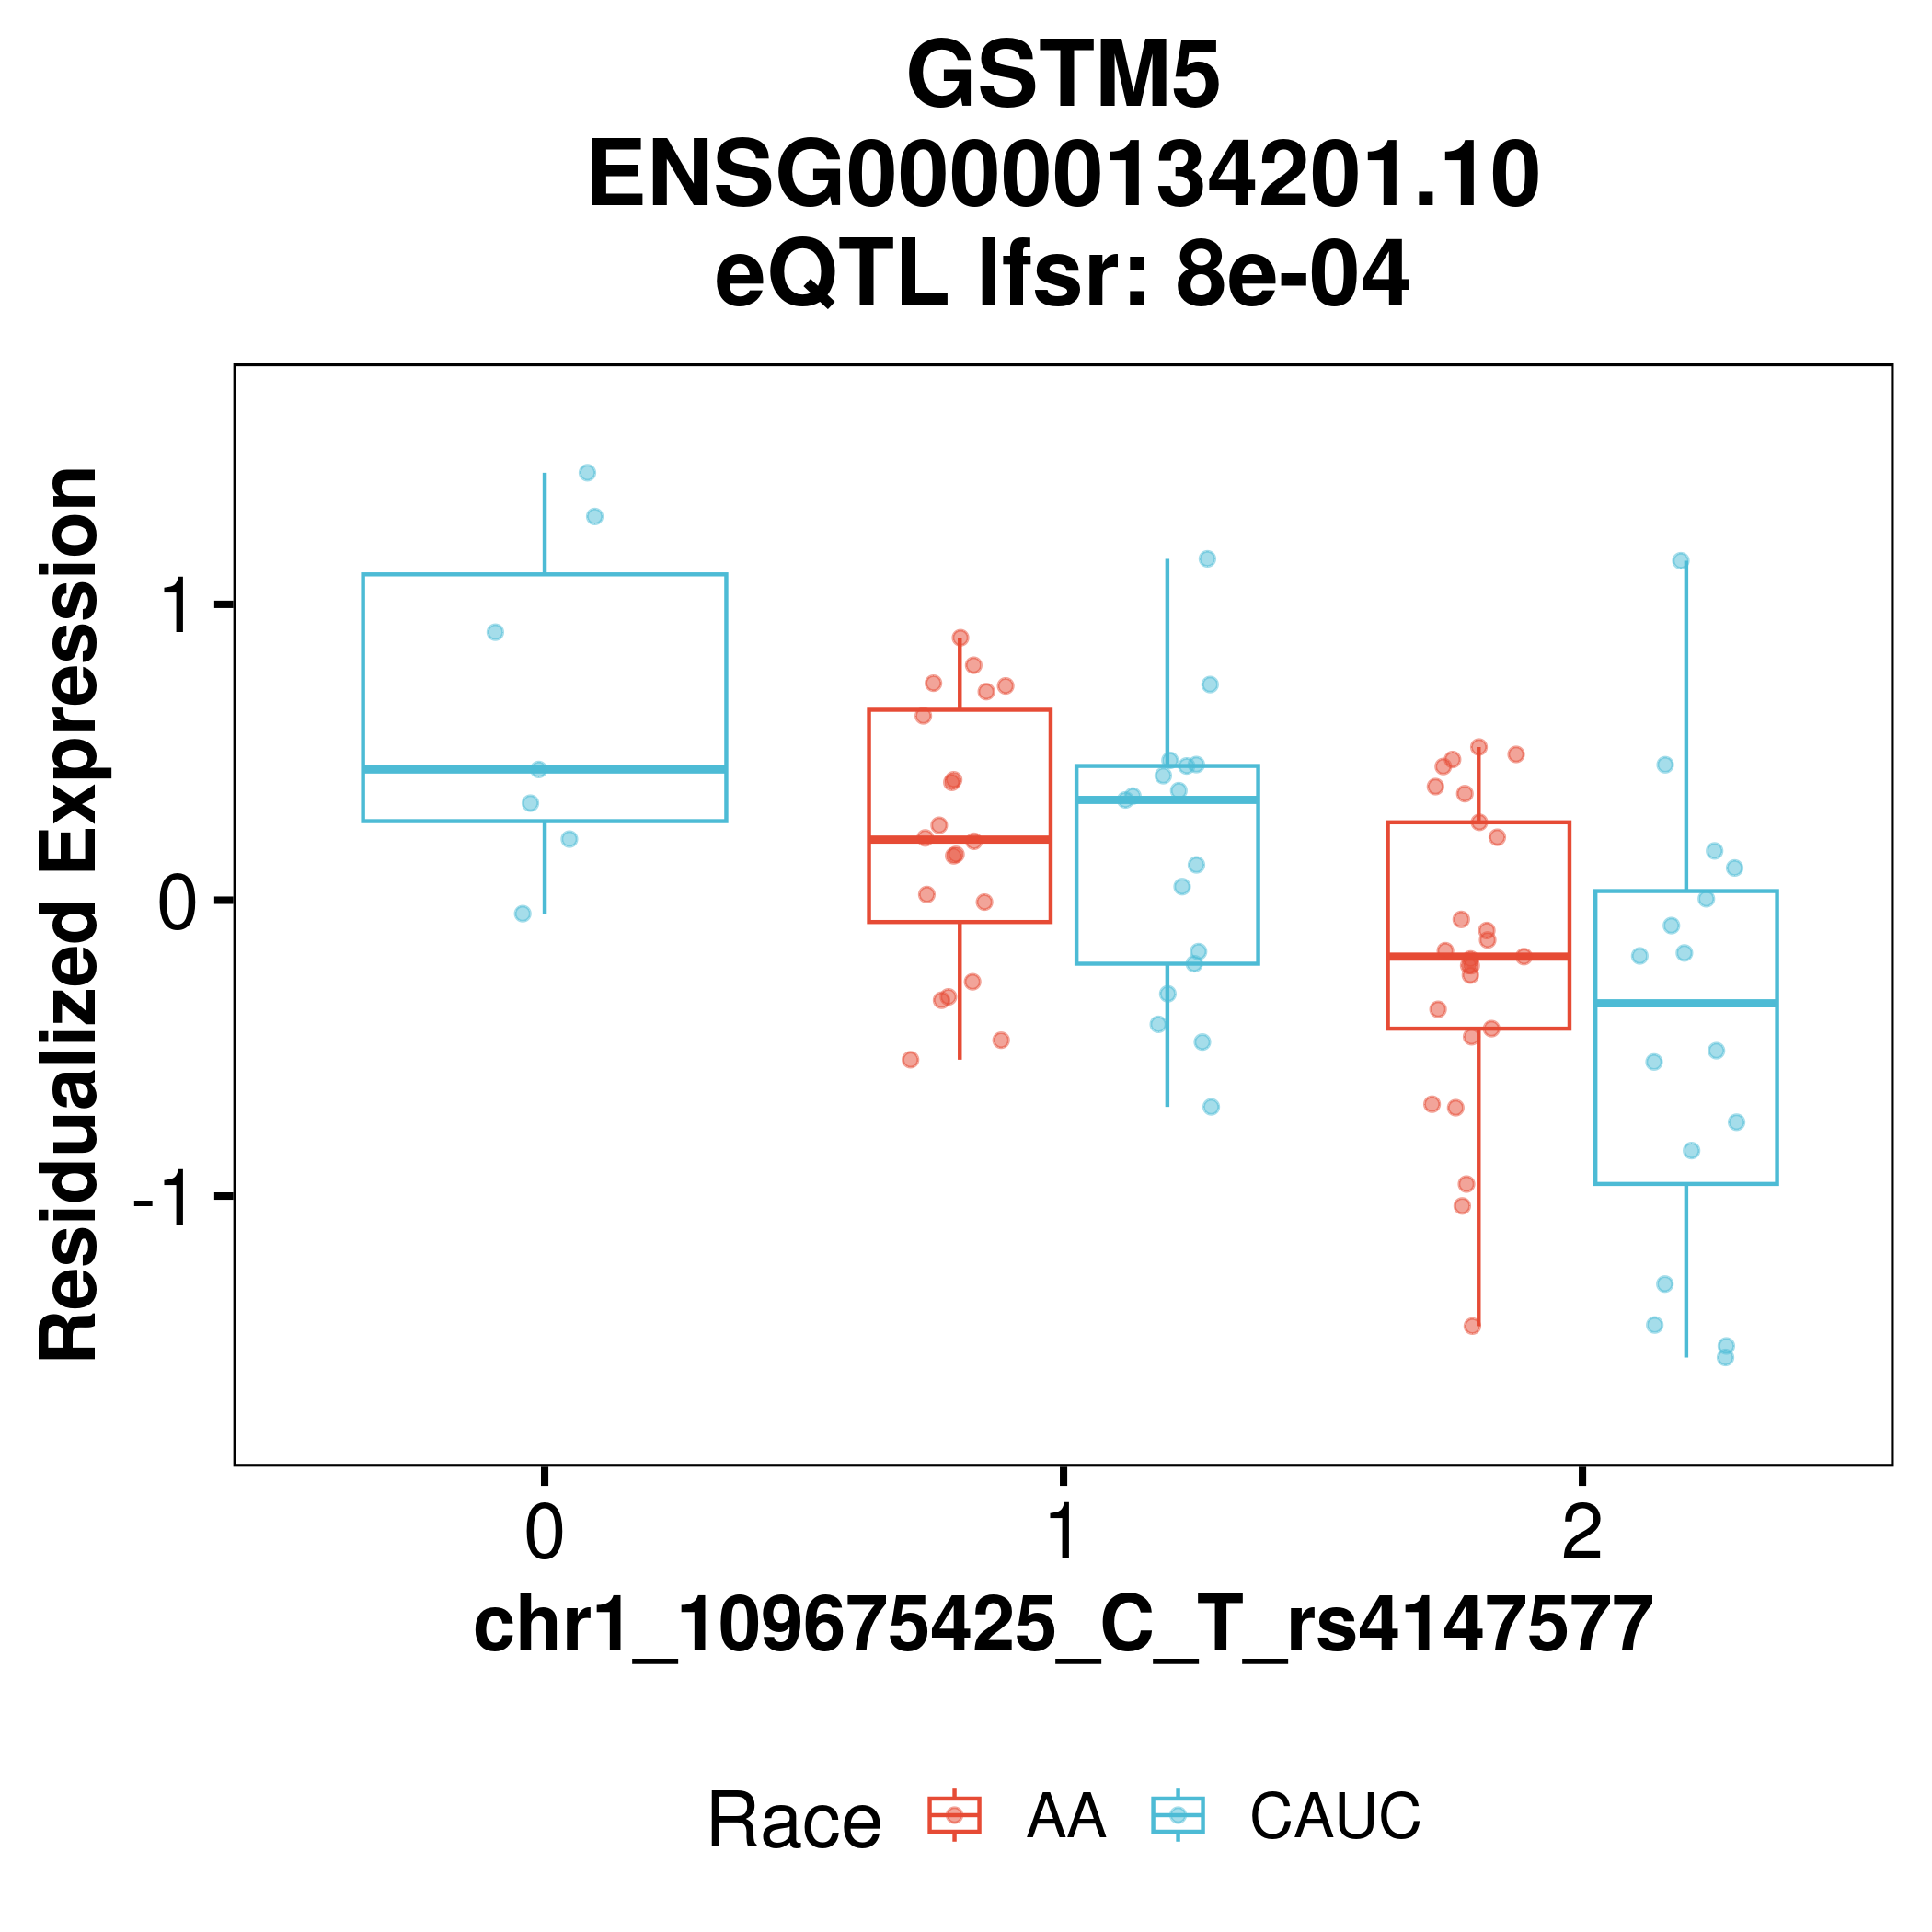 GSTM5
ENSG00000134201.10
eQTL lfsr: 8e-04
Residualized Expression
1
0
-1
0 1 2
chr1_109675425_C_T_rs4147577
Race AA CAUC